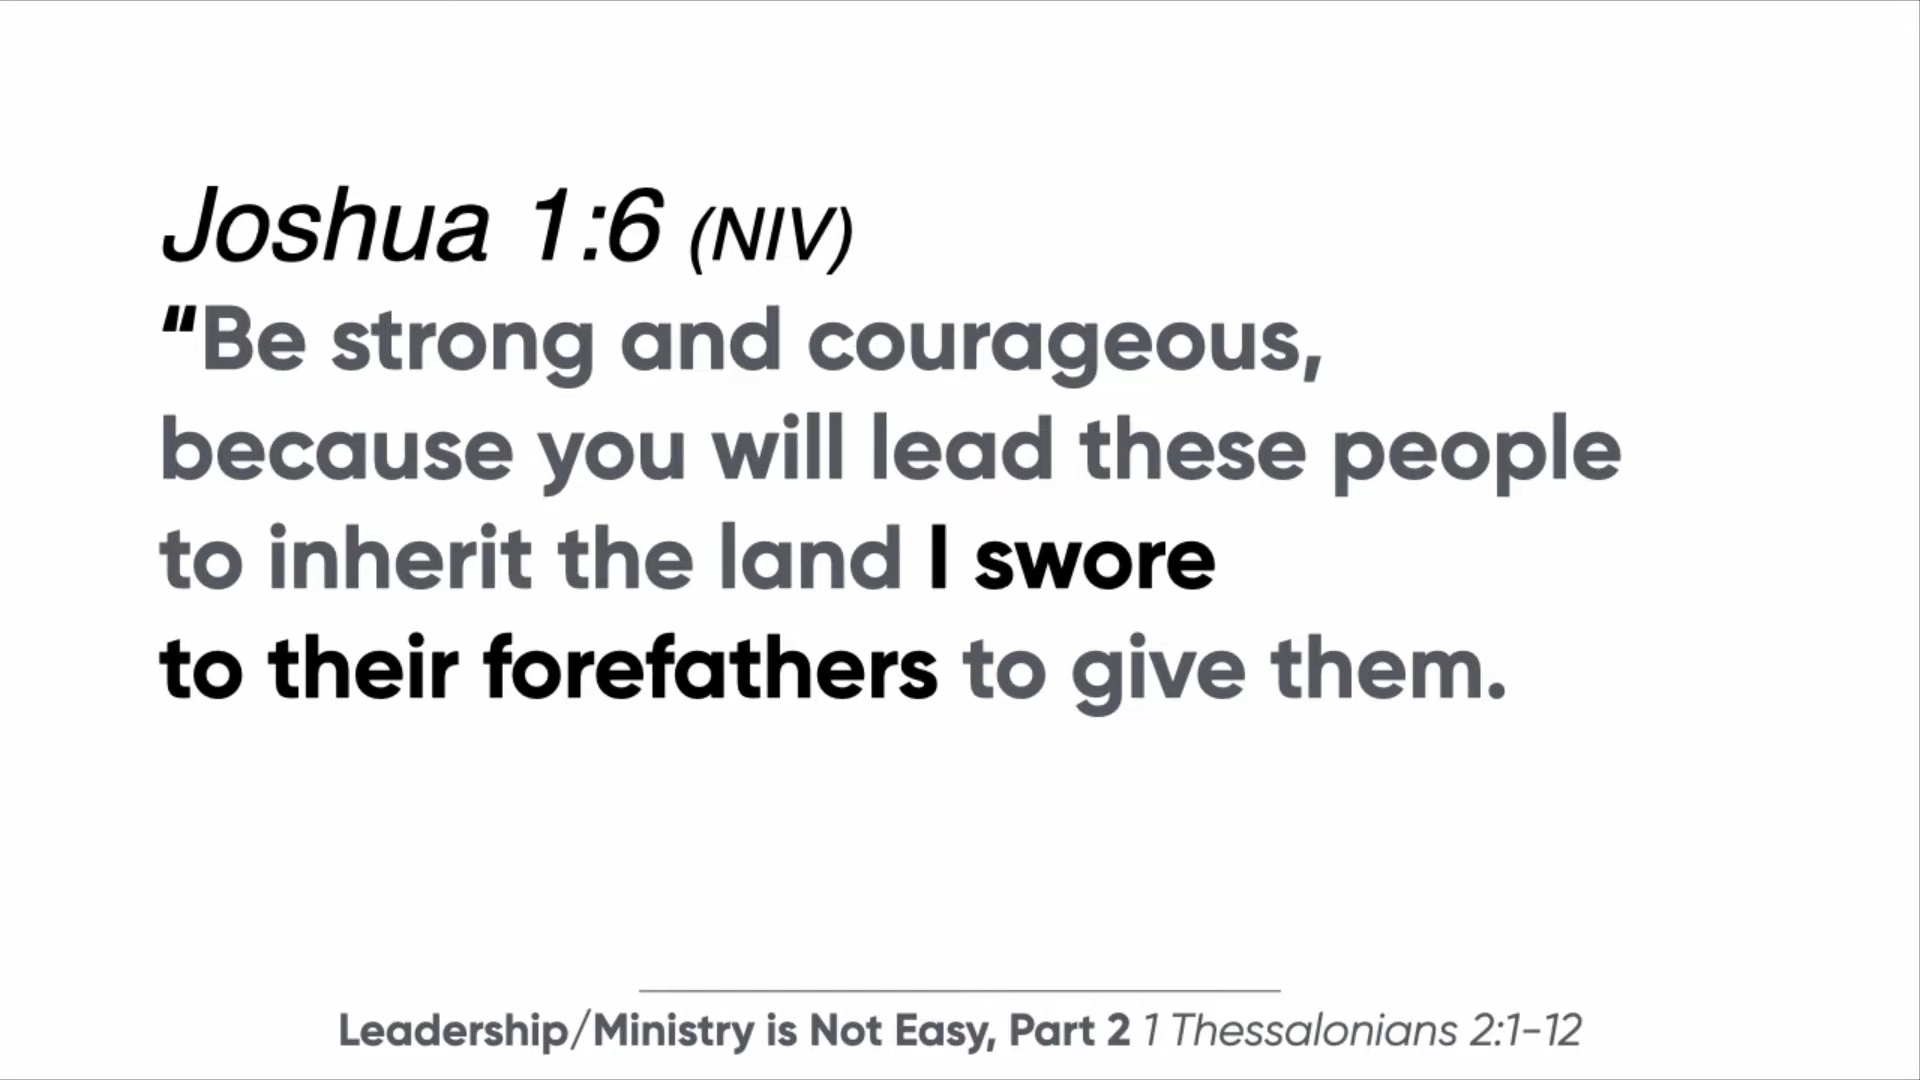 Joshua 1:6 (NIV)
“Be strong and courageous,
because you will lead these people
to inherit the land I swore
to their forefathers to give them.
Leadership/Ministry is Not Easy, Part 2 1 Thessalonians 2:1–12